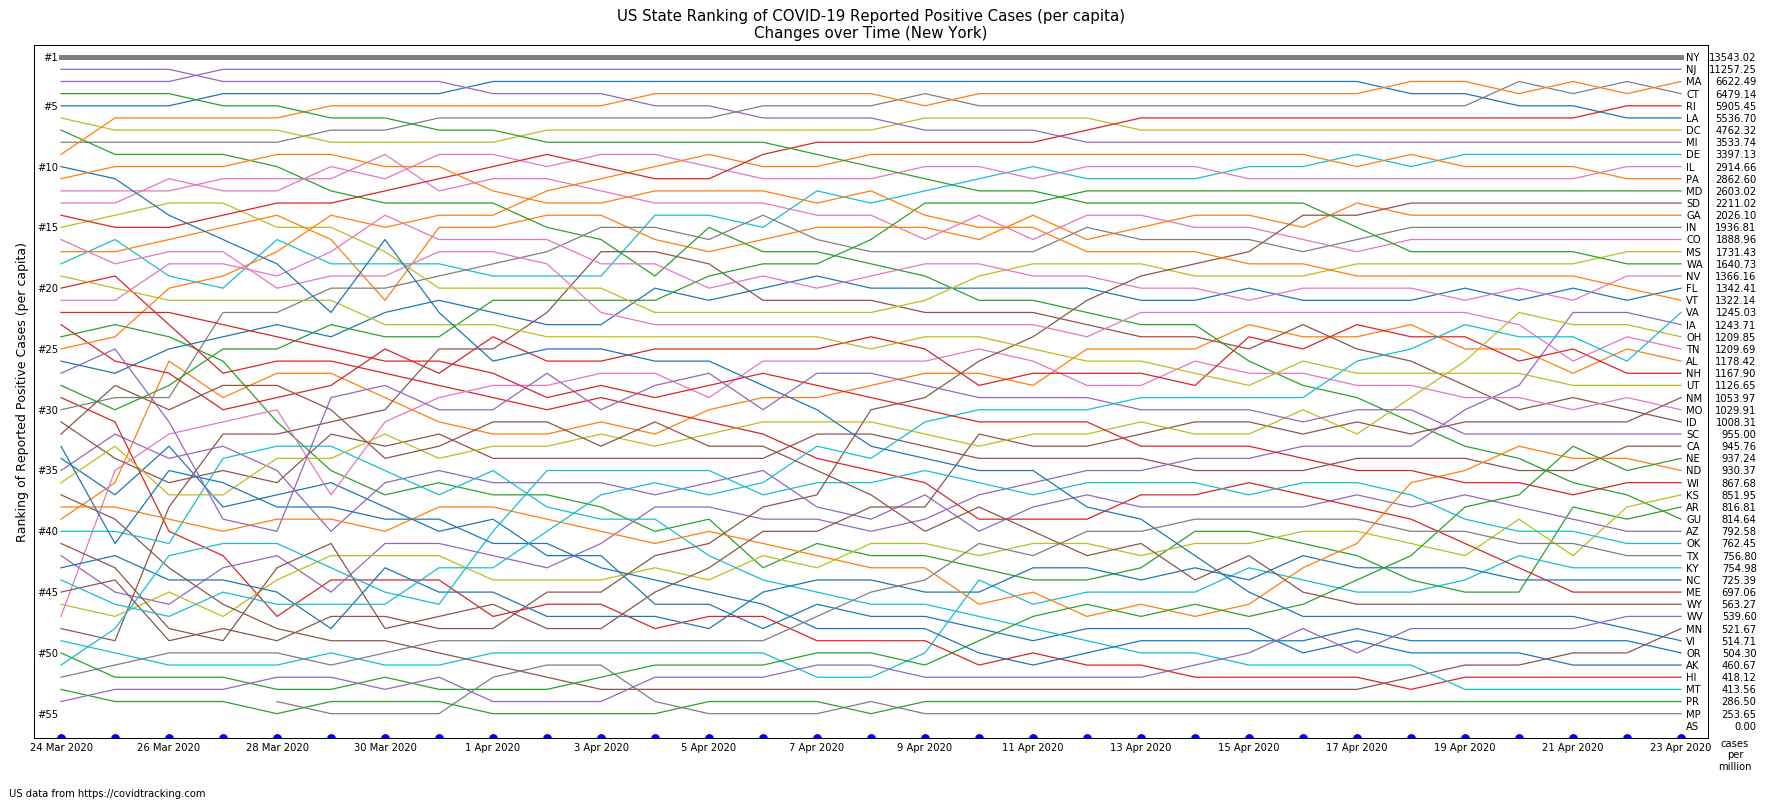 US State Ranking of COVID-19 Reported Positive Cases (per capita)
Changes over Time (New York)
Ranking of Reported Positive Cases (per capita)
#1
#5
#10
#15
#20
#25
#30
#35
#40
#45
#50
#55
NY 13543.02
NJ 11257.25
MA 6622.49
CT 6479.14
RI 5905.45
LA 5536.70
DC 4762.32
MI 3533.74
DE 3397.13
IL 2914.66
PA 2862.60
MD 2603.02
SD 2211.02
GA 2026.10
IN 1936.81
CO 1888.96
MS 1731.43
WA 1640.73
NV 1366.16
FL 1342.41
VT 1322.14
VA 1245.03
IA 1243.71
OH 1209.85
TN 1209.69
AL 1178.42
NH 1167.90
UT 1126.65
NM 1053.97
MO 1029.91
ID 1008.31
SC 955.00
CA 945.76
NE 937.24
ND 930.37
WI 867.68
KS 851.95
AR 816.81
GU 814.64
AZ 792.58
OK 762.45
TX 756.80
KY 754.98
NC 725.39
ME 697.06
WY 563.27
WV 539.60
MN 521.67
VI 514.71
OR 504.30
AK 460.67
HI 418.12
MT 413.56
PR 286.50
MP 253.65
AS 0.00
24 Mar 2020 26 Mar 2020 28 Mar 2020 30 Mar 2020 1 Apr 2020 3 Apr 2020 5 Apr 2020 7 Apr 2020 9 Apr 2020 11 Apr 2020 13 Apr 2020 15 Apr 2020 17 Apr 2020 19 Apr 2020 21 Apr 2020 23 Apr 2020
cases
per
million
US data from https://covidtracking.com